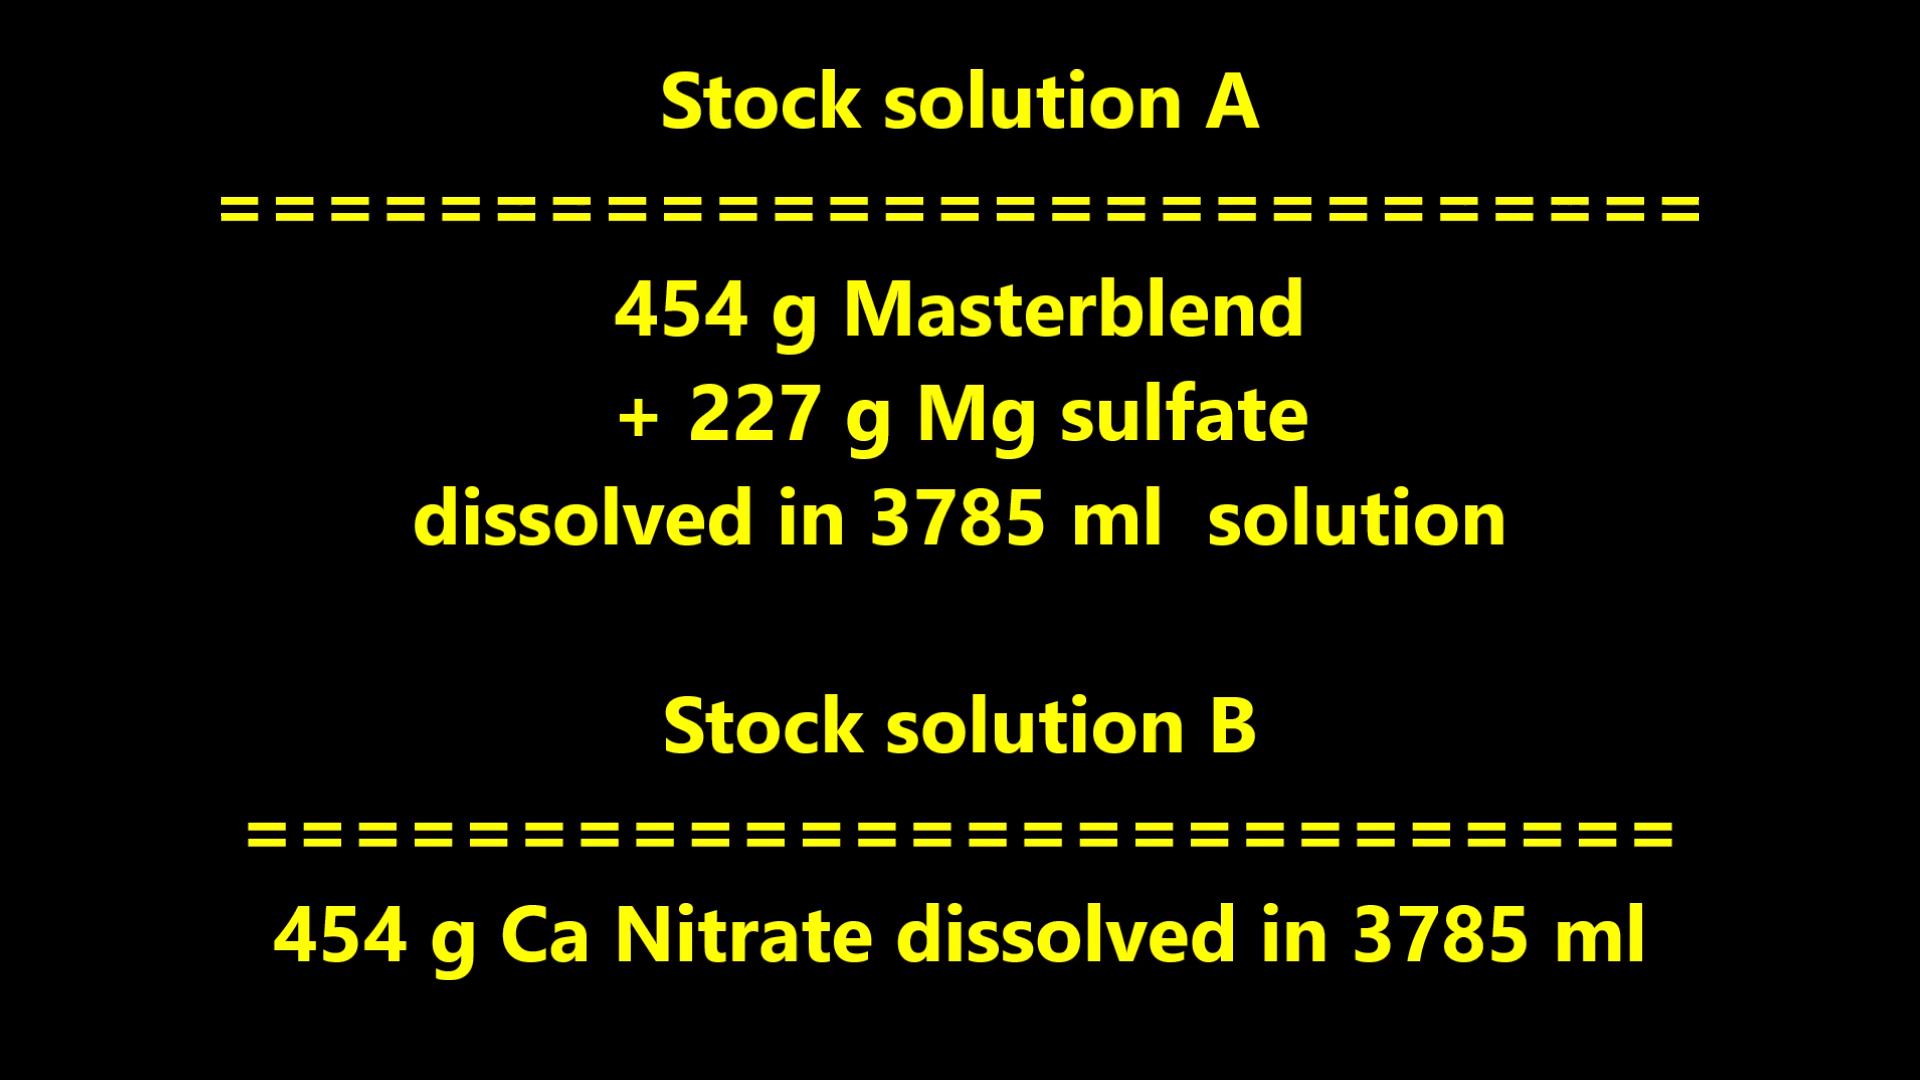 Stock solution A
===========================
454 g Masterblend
+ 227 g Mg sulfate
dissolved in 3785 ml  solution
Stock solution B
==========================
454 g Ca Nitrate dissolved in 3785 ml